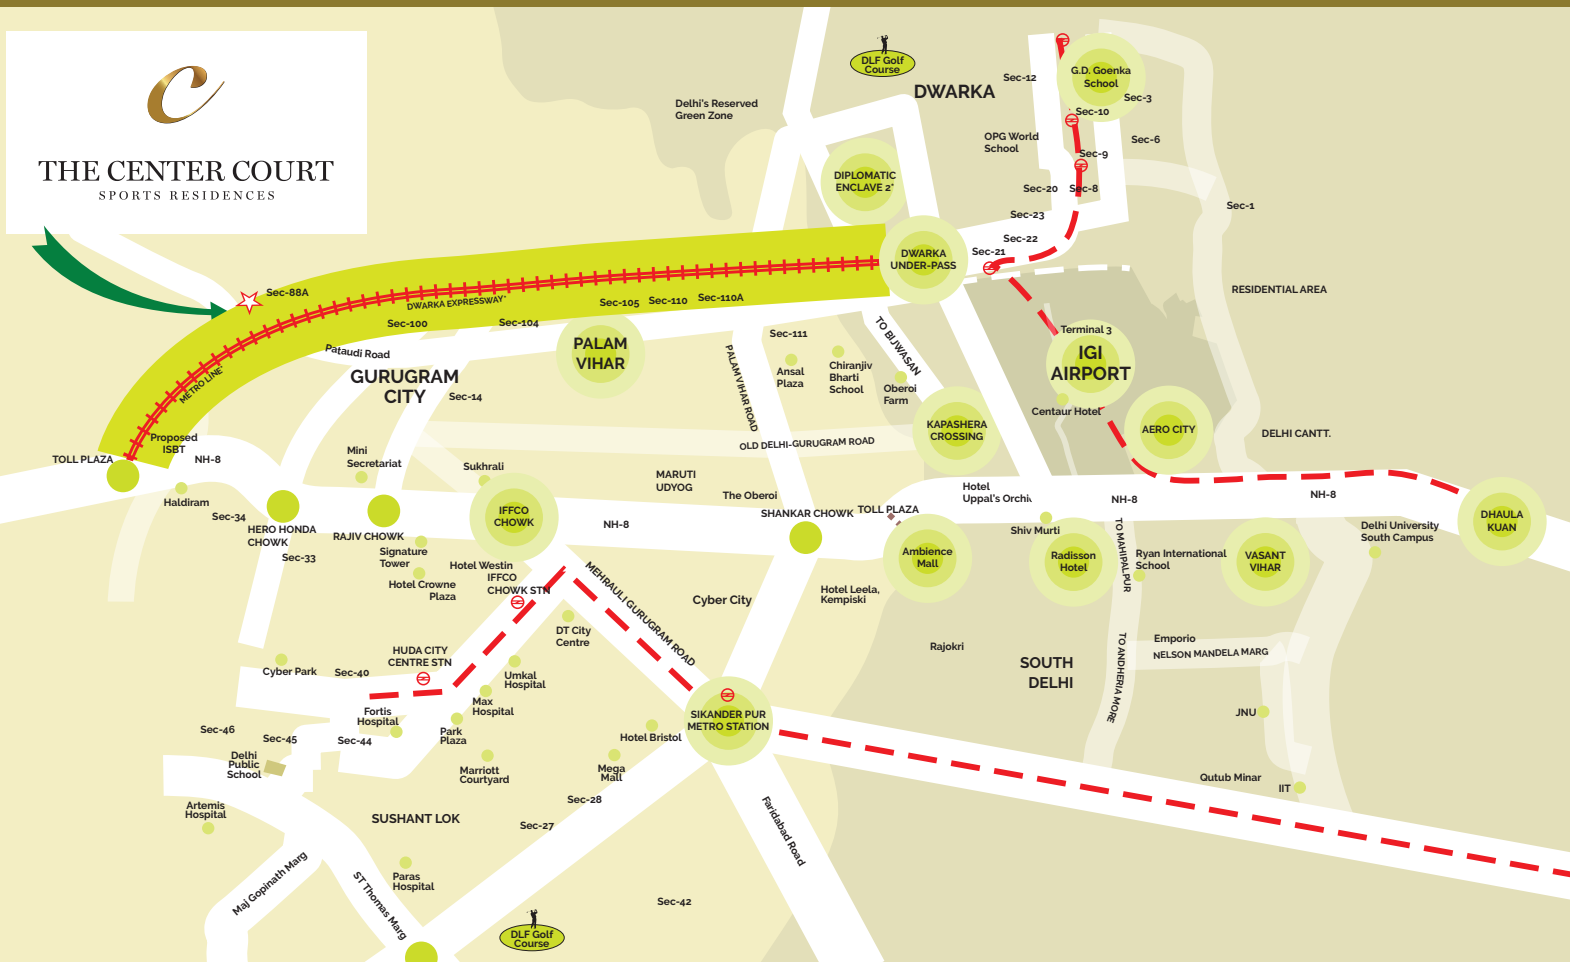 C
THE CENTER COURT
SPORTS RESIDENCES
DLF Golf
Course
DWARKA
Delhi's Reserved
Green Zone
Sec-12
G.D. Goenka
School
Sec-3
Sec-10
OPG World
School
Sec-6
Sec-9
DIPLOMATIC
ENCLAVE 2*
Sec-20
Sec-8
Sec-23
Sec-1
Sec-22
Sec-21
DWARKA
UNDER-PASS
RESIDENTIAL AREA
Sec-88A
DWARKA EXPRESSWAY*
Sec-105
Sec-110
Sec-110A
Sec-100
Sec-104
METRO LINE*
Pataudi Road
PALAM
VIHAR
PALAM VIHAR ROAD
Sec-111
TO BIJWASAN
Terminal 3
IGI
AIRPORT
GURUGRAM
CITY
Sec-14
Ansal
Plaza
Chiranjiv
Bharti
School
Oberoi
Farm
Centaur Hotel
KAPASHERA
CROSSING
AERO CITY
DELHI CANTT.
OLD DELHI-GURUGRAM ROAD
Proposed
ISBT
TOLL PLAZA
NH-8
Mini
Secretariat
Sukhrali
MARUTI
UDYOG
The Oberoi
Hotel
Uppal's Orchi
NH-8
NH-8
Haldiram
Sec-34
HERO HONDA
CHOWK
RAJIV CHOWK
IFFCO
CHOWK
NH-8
SHANKAR CHOWK
TOLL PLAZA
Shiv Murti
DHAULA
KUAN
Delhi University
South Campus
Sec-33
Signature
Tower
Hotel Westin
IFFCO
CHOWK STN
Hotel Crowne
Plaza
MEHRAULI GURUGRAM ROAD
Ambience
Mall
Radisson
Hotel
TO MAHIPALPUR
Ryan International
School
VASANT
VIHAR
Cyber City
Hotel Leela,
Kempiski
DT City
Centre
HUDA CITY
CENTRE STN
Rajokri
SOUTH
DELHI
TO ANDHERIA MORE
Emporio
NELSON MANDELA MARG
Cyber Park
Sec-40
Umkal
Hospital
Max
Hospital
Fortis
Hospital
SIKANDER PUR
METRO STATION
JNU
Sec-46
Sec-45
Sec-44
Park
Plaza
Hotel Bristol
Delhi
Public
School
Marriott
Courtyard
Mega
Mall
Qutub Minar
IIT
Artemis
Hospital
SUSHANT LOK
Sec-28
Sec-27
Faridabad Road
Maj Gopinath Marg
ST Thomas Marg
Paras
Hospital
Sec-42
DLF Golf
Course